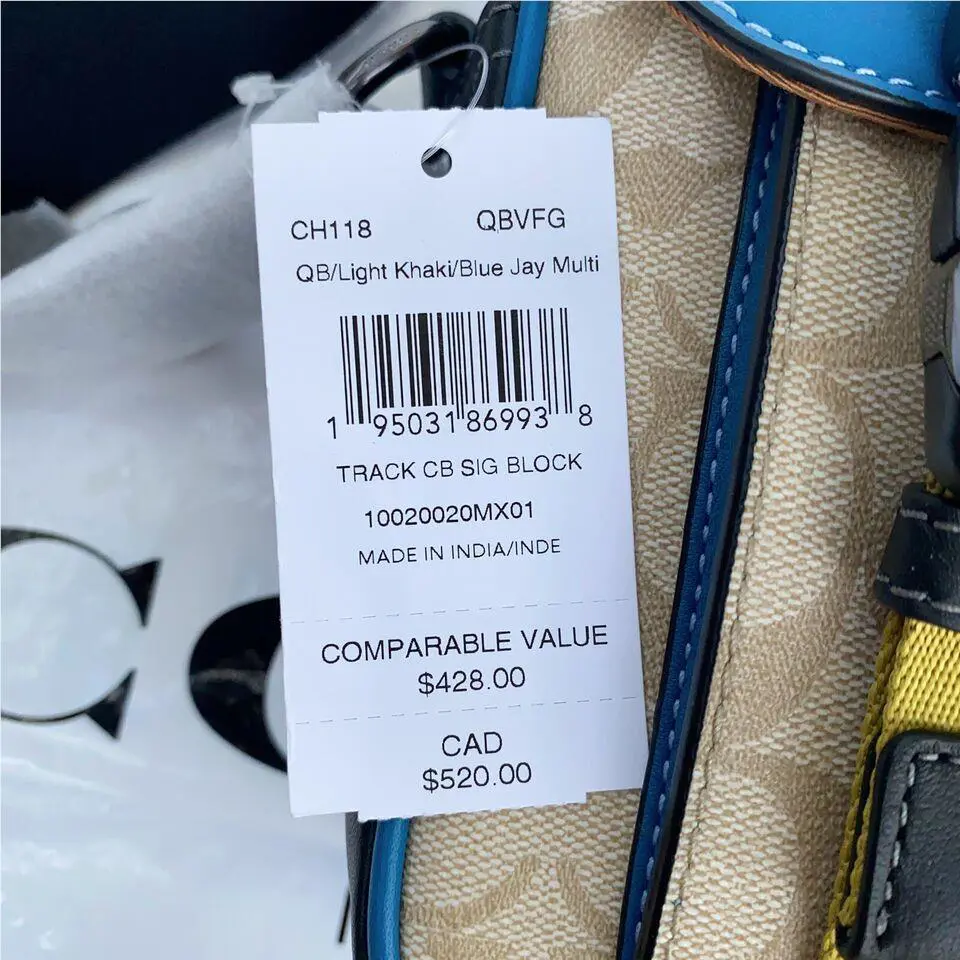 CH118 QBVFG
QB/Light Khaki/Blue Jay Multi
1 95031 86993 8
TRACK CB SIG BLOCK
10020020MX01
MADE IN INDIA/INDE
COMPARABLE VALUE
$428.00
CAD
$520.00